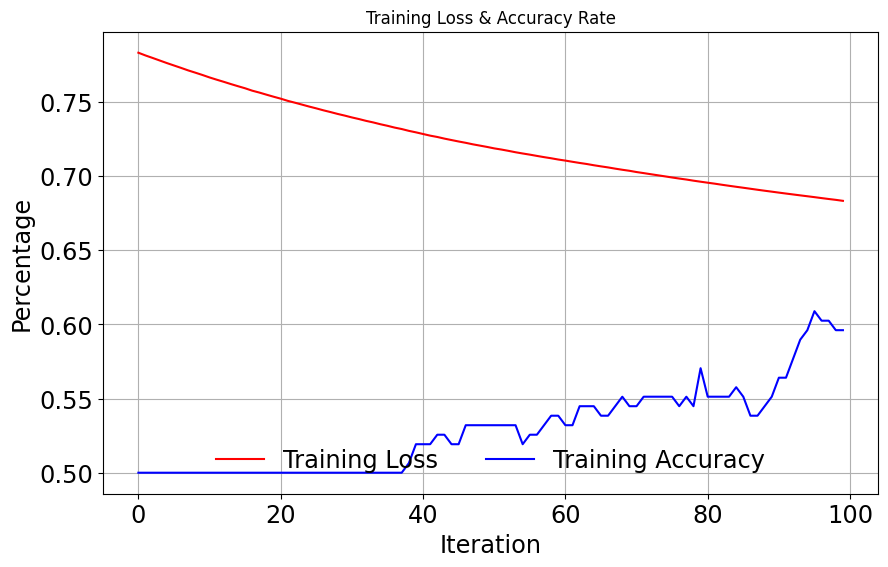 Training Loss & Accuracy Rate
Percentage
0.75
0.70
0.65
0.60
0.55
0.50
Training Loss Training Accuracy
0 20 40 60 80 100
Iteration